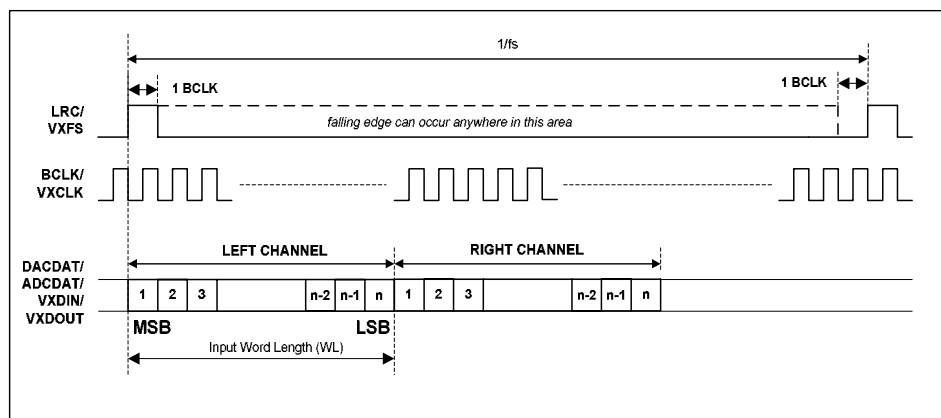 1/fs
1 BCLK
1 BCLK
LRC/
VXFS
falling edge can occur anywhere in this area
BCLK/
VXCLK
LEFT CHANNEL
RIGHT CHANNEL
DACDAT/
ADCDAT/
VXDIN/
VXDOUT
1 2 3 n-2 n-1 n 1 2 3 n-2 n-1 n
MSB LSB
Input Word Length (WL)